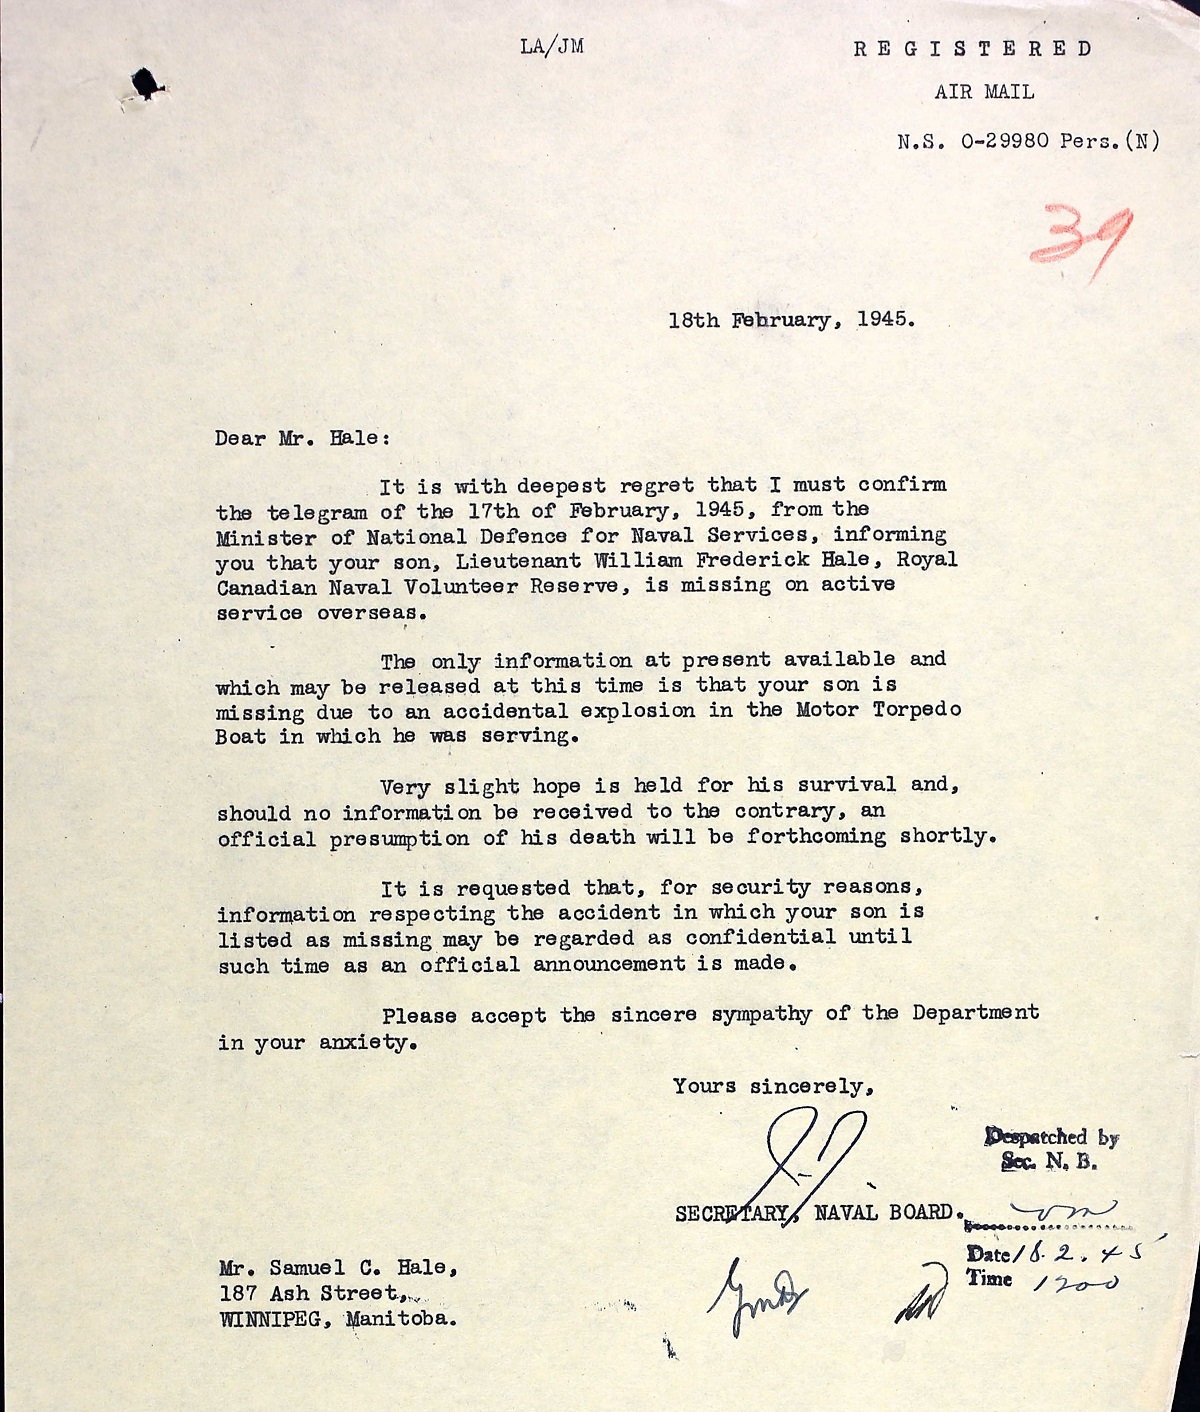 LA/JM
R E G I S T E R E D
AIR MAIL
N.S. O-29980 Pers.(N)
39
18th February, 1945.
Dear Mr. Hale:
It is with deepest regret that I must confirm
the telegram of the 17th of February, 1945, from the
Minister of National Defence for Naval Services, informing
you that your son, Lieutenant William Frederick Hale, Royal
Canadian Naval Volunteer Reserve, is missing on active
service overseas.
The only information at present available and
which may be released at this time is that your son is
missing due to an accidental explosion in the Motor Torpedo
Boat in which he was serving.
Very slight hope is held for his survival and,
should no information be received to the contrary, an
official presumption of his death will be forthcoming shortly.
It is requested that, for security reasons,
information respecting the accident in which your son is
listed as missing may be regarded as confidential until
such time as an official announcement is made.
Please accept the sincere sympathy of the Department
in your anxiety.
Yours sincerely,
Despatched by
Sec. N. B.
SECRETARY, NAVAL BOARD.
Date 18.2.45
Time 1200
Mr. Samuel C. Hale,
187 Ash Street,
WINNIPEG, Manitoba.